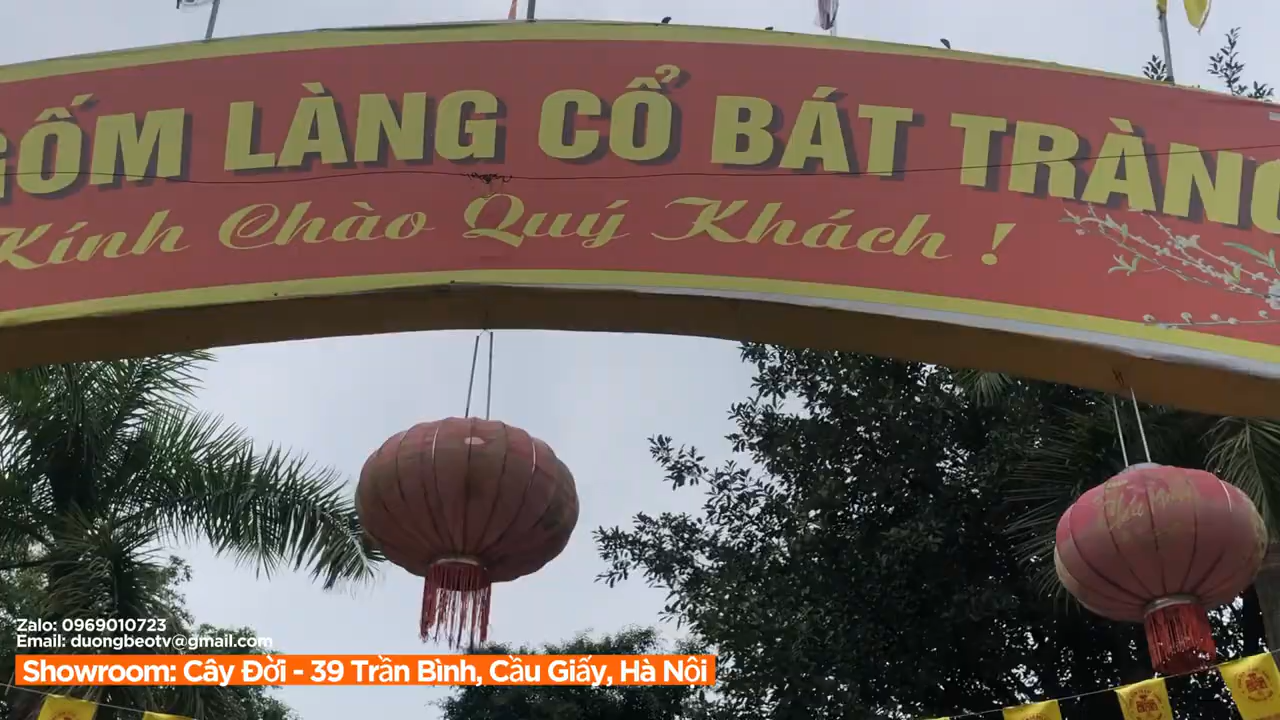 GỐM LÀNG CỔ BÁT TRÀNG
Kính Chào Quý Khách !
Zalo: 0969010723
Email: duongbeotv@gmail.com
Showroom: Cây Đời - 39 Trần Bình, Cầu Giấy, Hà Nội